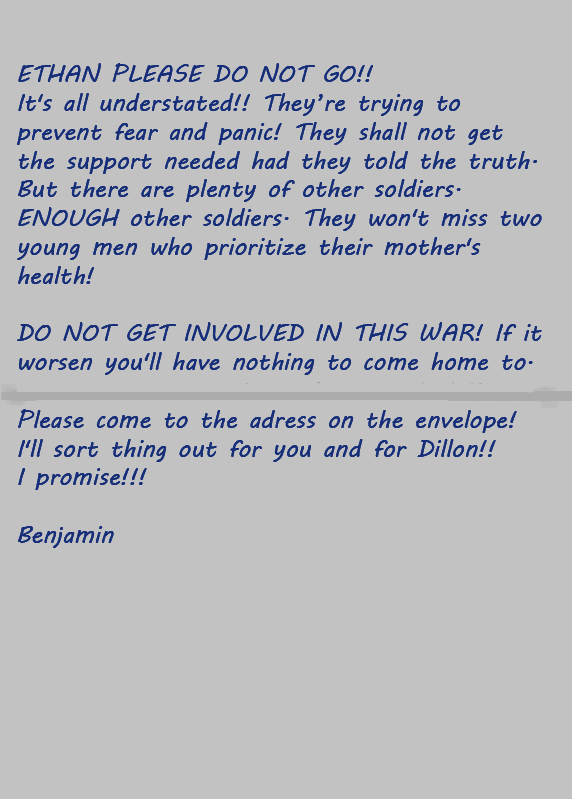 ETHAN PLEASE DO NOT GO!!
It's all understated!! They're trying to
prevent fear and panic! They shall not get
the support needed had they told the truth.
But there are plenty of other soldiers.
ENOUGH other soldiers. They won't miss two
young men who prioritize their mother's
health!
DO NOT GET INVOLVED IN THIS WAR! If it
worsen you'll have nothing to come home to.
Please come to the adress on the envelope!
I'll sort thing out for you and for Dillon!!
I promise!!!
Benjamin